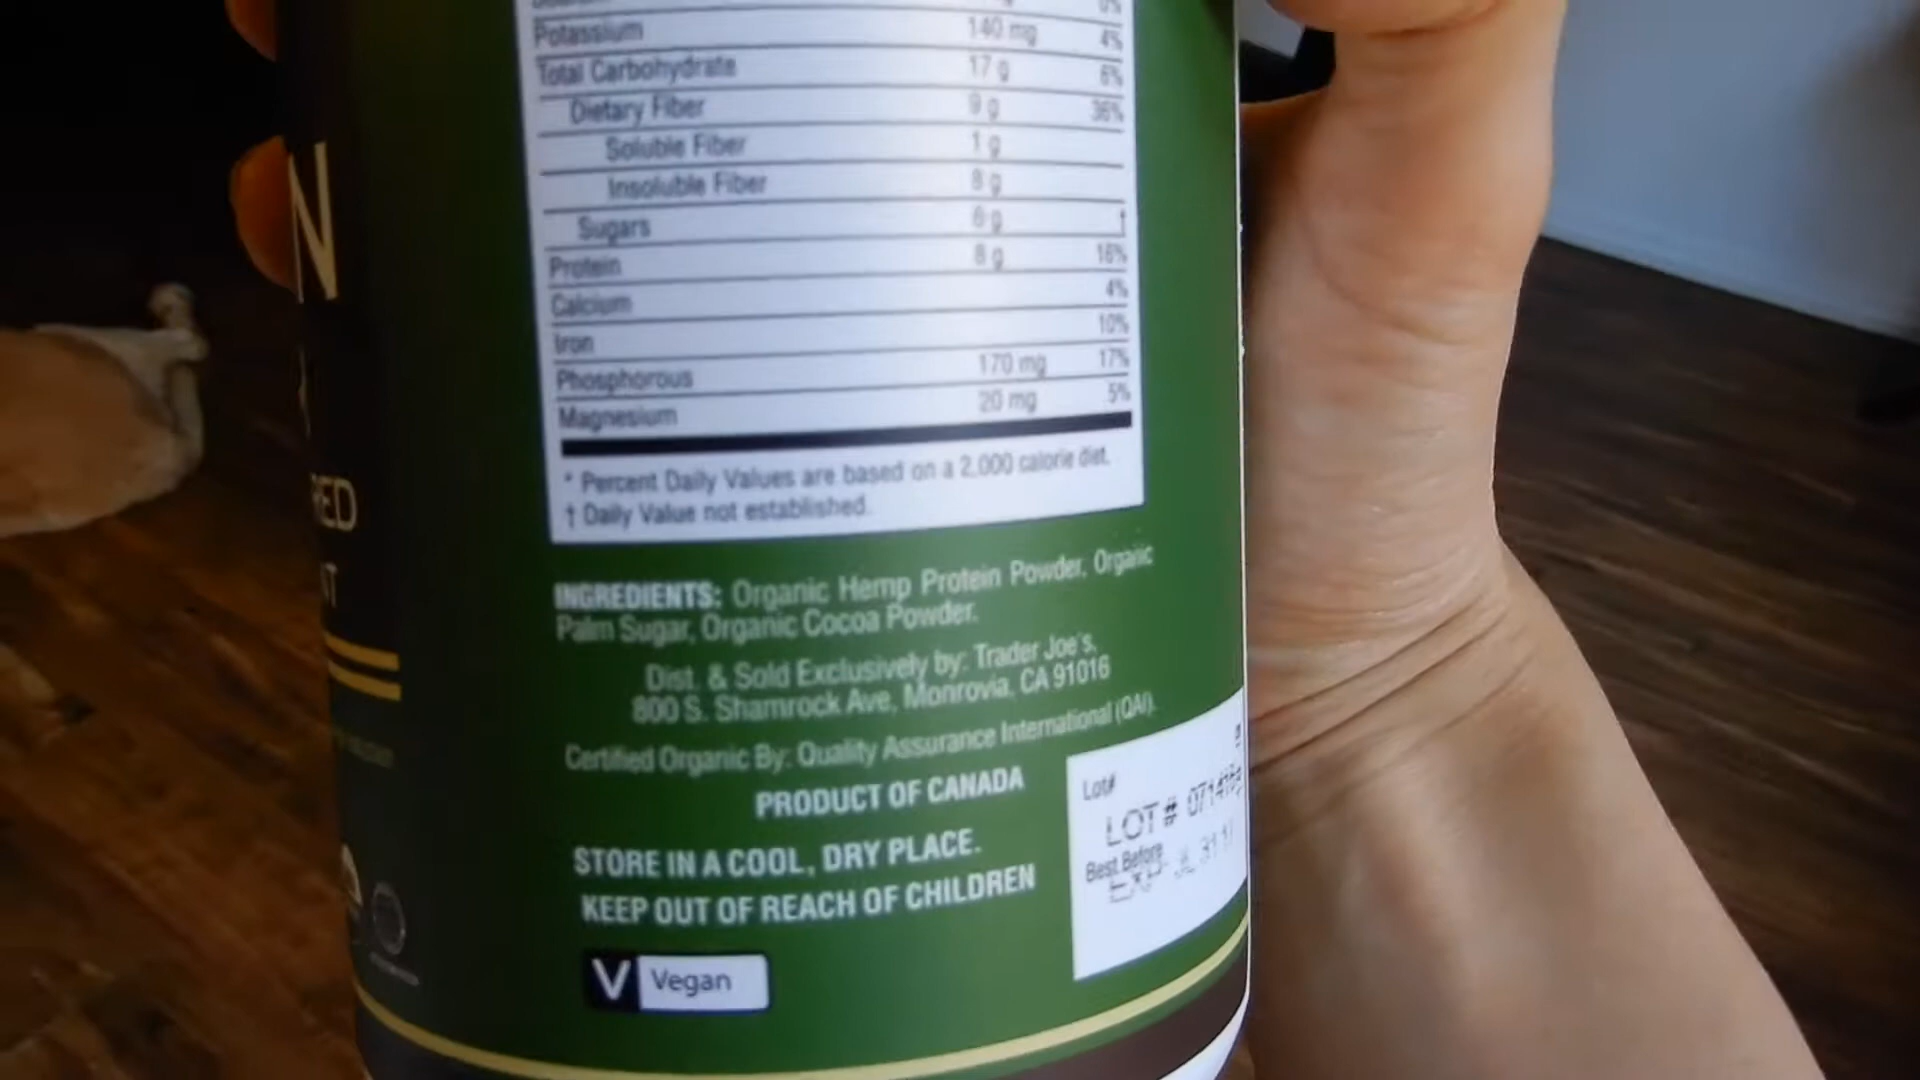 Potassium 140 mg 4%
Total Carbohydrate 17 g 6%
Dietary Fiber 9 g 36%
Soluble Fiber 1 g
Insoluble Fiber 8 g
Sugars 6 g †
Protein 8 g 16%
Calcium 4%
Iron 10%
Phosphorous 170 mg 17%
Magnesium 20 mg 5%
* Percent Daily Values are based on a 2,000 calorie diet.
† Daily Value not established.
INGREDIENTS: Organic Hemp Protein Powder, Organic
Palm Sugar, Organic Cocoa Powder.
Dist. & Sold Exclusively by: Trader Joe's,
800 S. Shamrock Ave, Monrovia, CA 91016
Certified Organic By: Quality Assurance International (QAI).
PRODUCT OF CANADA
STORE IN A COOL, DRY PLACE.
KEEP OUT OF REACH OF CHILDREN
V Vegan
Lot#
LOT #
Best Before
EXP
N
RED